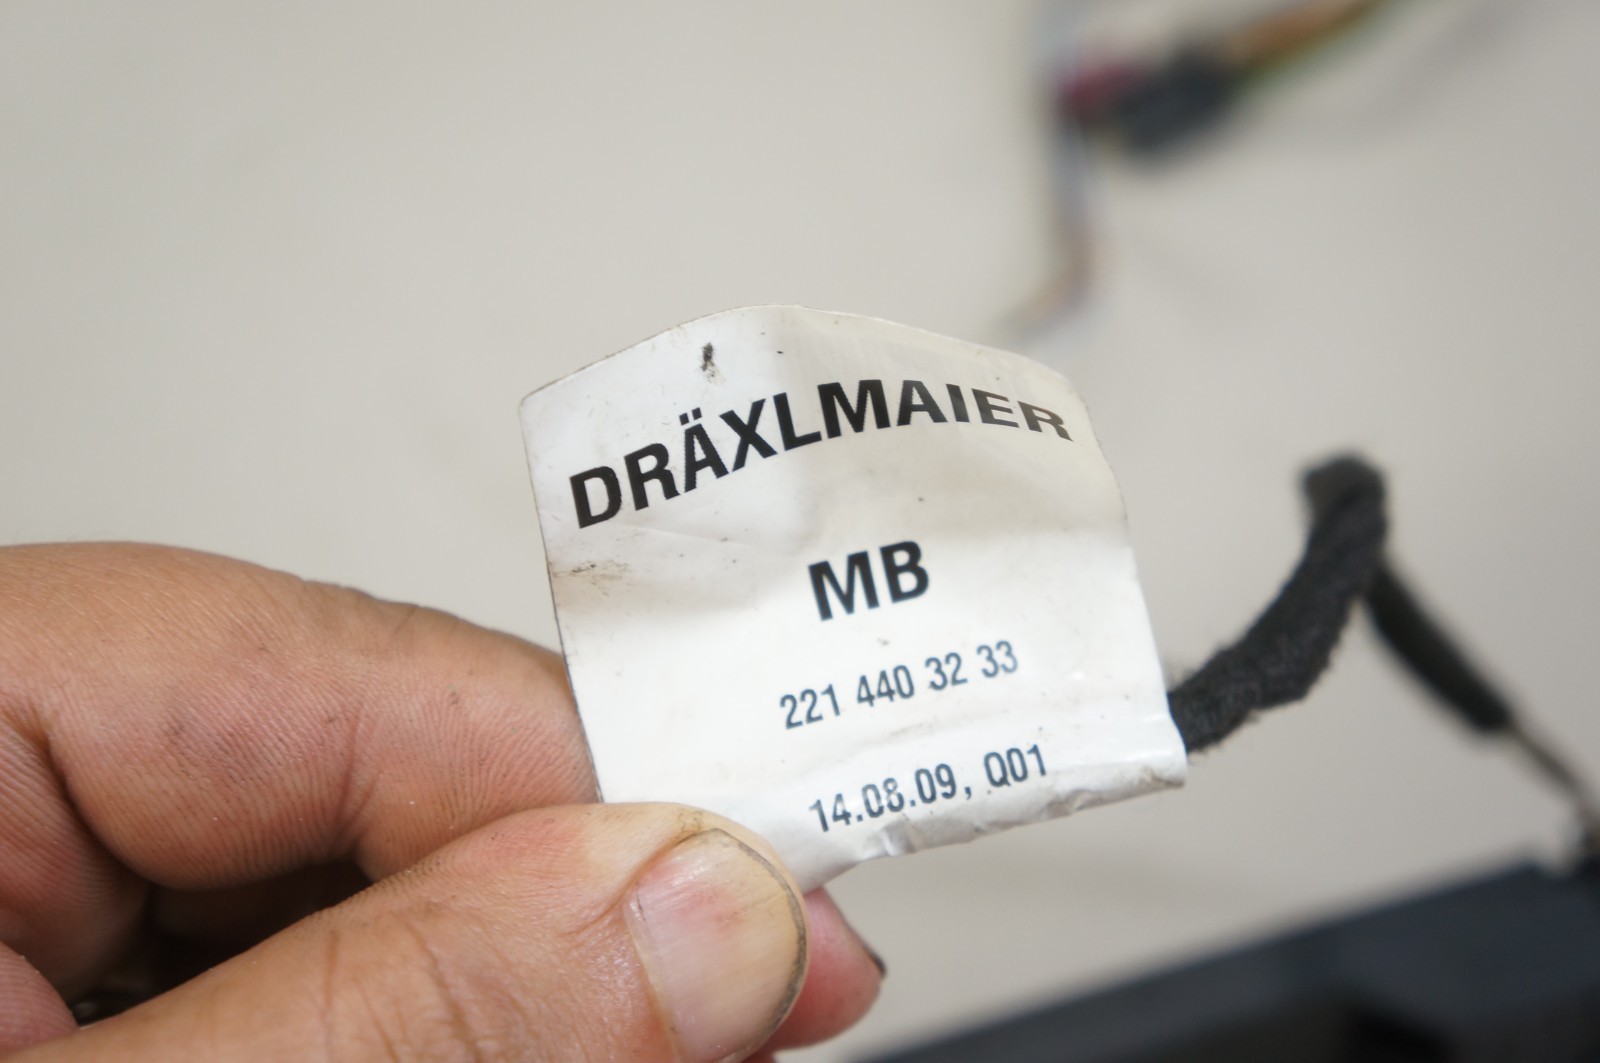 DRÄXLMAIER
MB
221 440 32 33
14.08.09, Q01